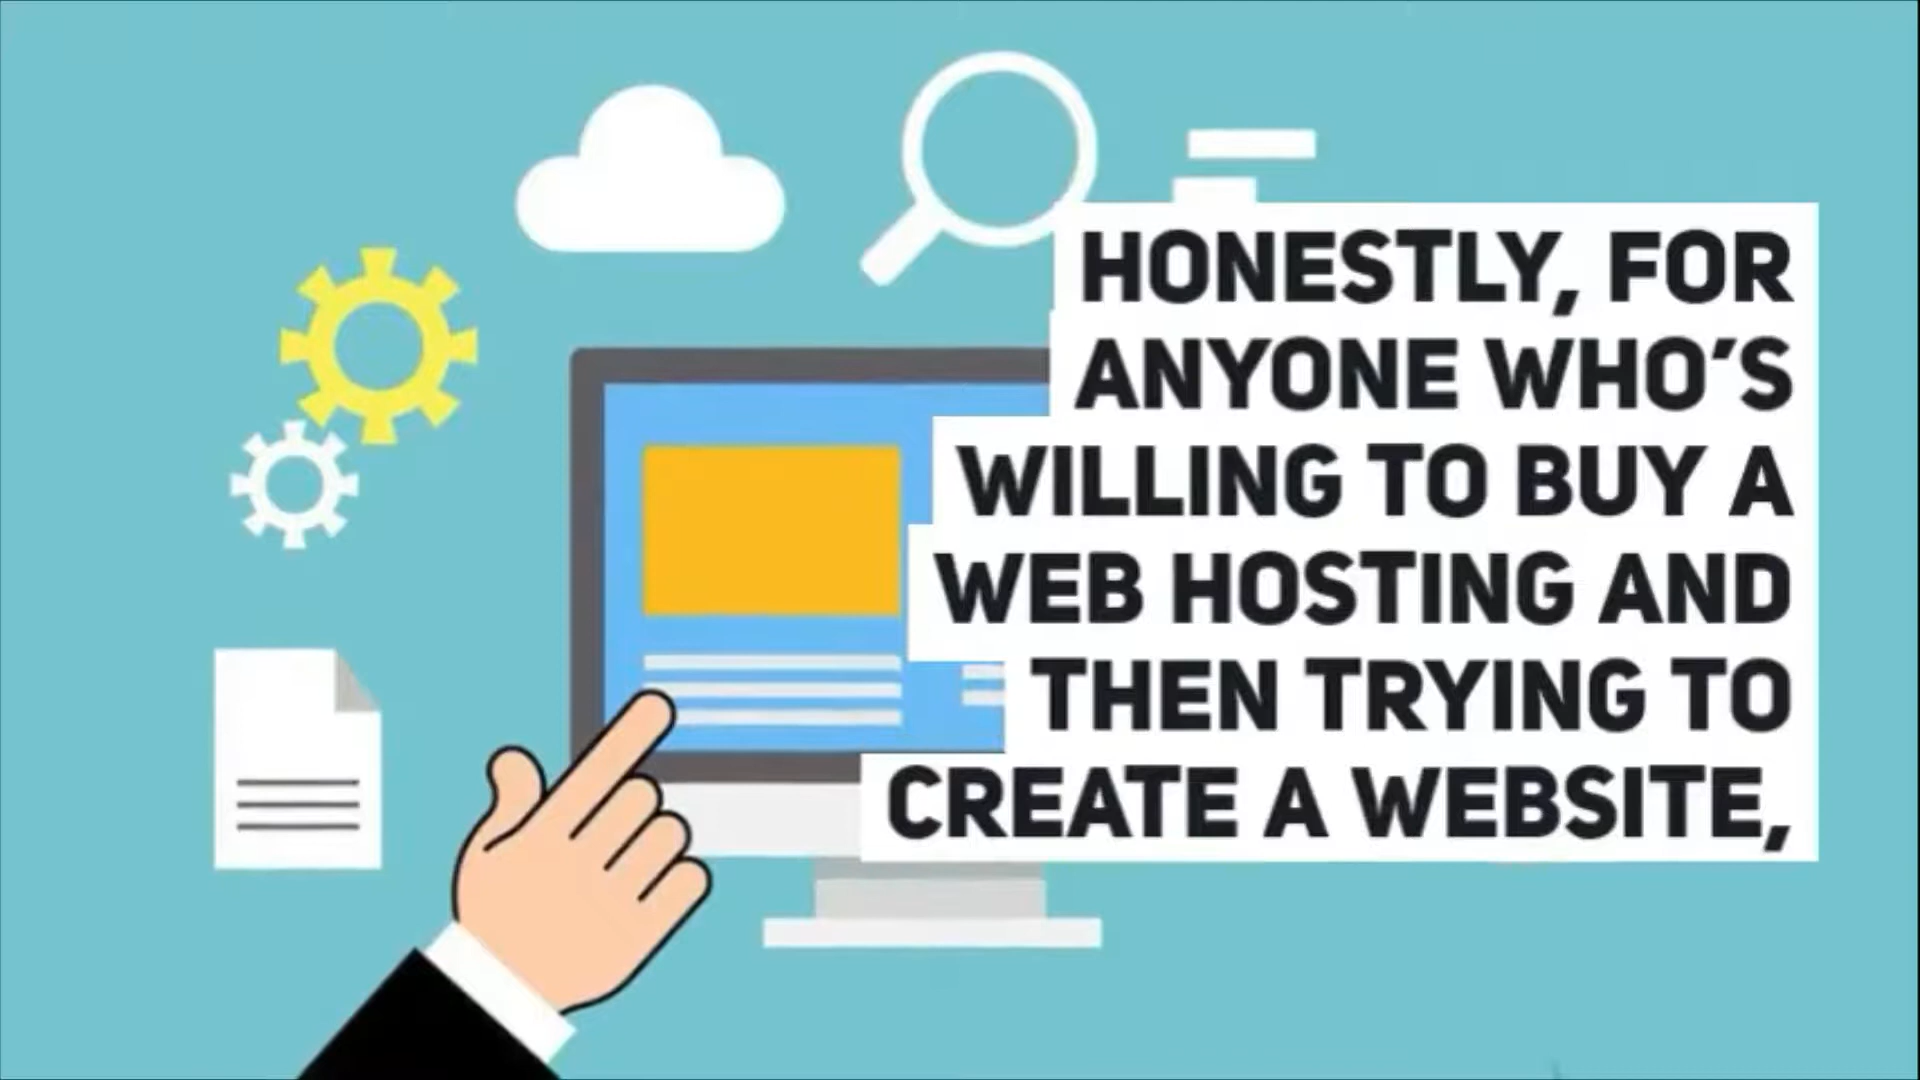 HONESTLY, FOR
ANYONE WHO'S
WILLING TO BUY A
WEB HOSTING AND
THEN TRYING TO
CREATE A WEBSITE,